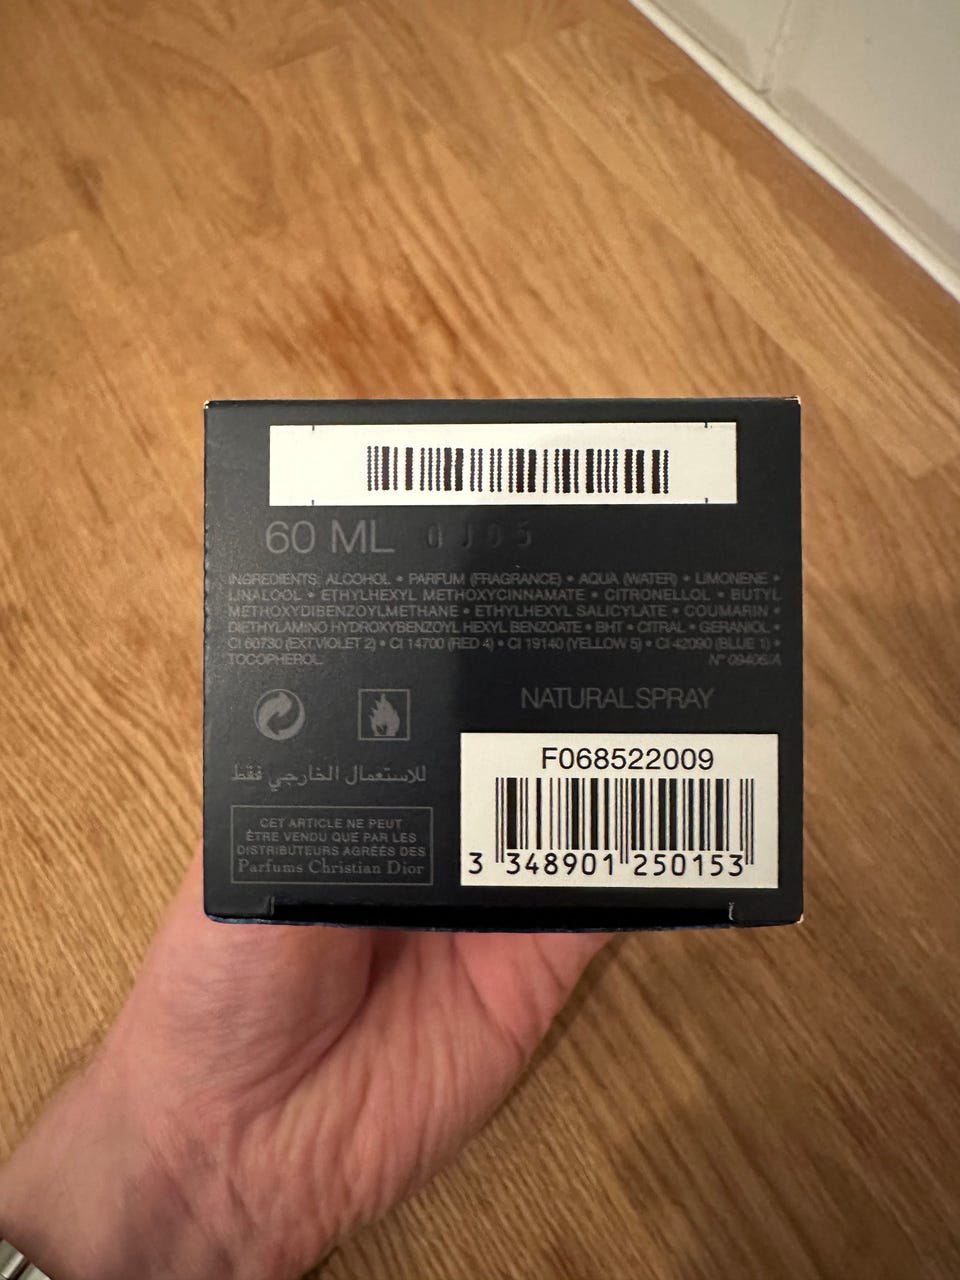 60 ML
INGREDIENTS: ALCOHOL • PARFUM (FRAGRANCE) • AQUA (WATER) • LIMONENE •
LINALOOL • ETHYLHEXYL METHOXYCINNAMATE • CITRONELLOL • BUTYL
METHOXYDIBENZOYLMETHANE • ETHYLHEXYL SALICYLATE • COUMARIN •
DIETHYLAMINO HYDROXYBENZOYL HEXYL BENZOATE • BHT • CITRAL • GERANIOL •
CI 60730 (EXT. VIOLET 2) • CI 14700 (RED 4) • CI 19140 (YELLOW 5) • CI 42090 (BLUE 1) •
TOCOPHEROL. N° 09406/A
NATURAL SPRAY
F068522009
للاستعمال الخارجي فقط
CET ARTICLE NE PEUT
ÊTRE VENDU QUE PAR LES
DISTRIBUTEURS AGRÉÉS DES
Parfums Christian Dior
3 348901 250153